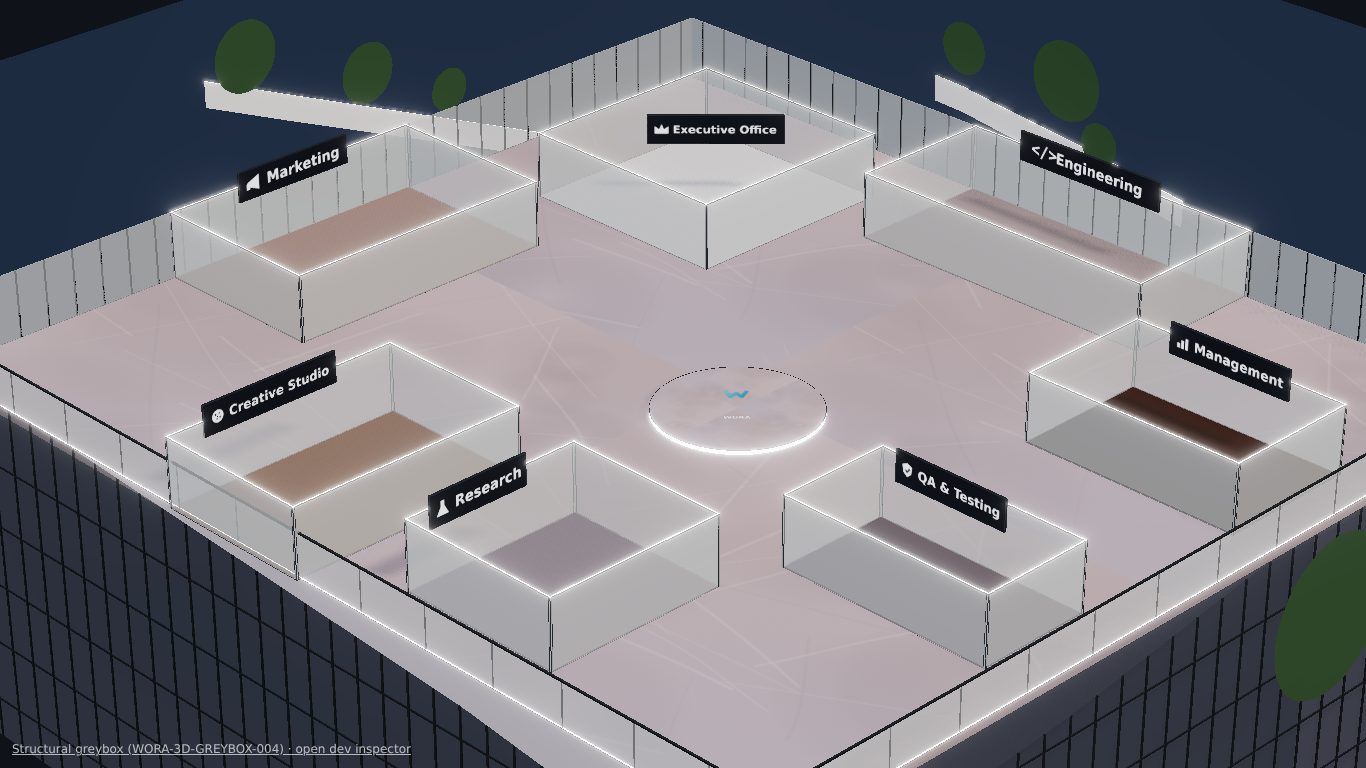 Executive Office
Marketing
</>Engineering
Management
Creative Studio
WORA
Research
QA & Testing
Structural greybox (WORA-3D-GREYBOX-004) · open dev inspector